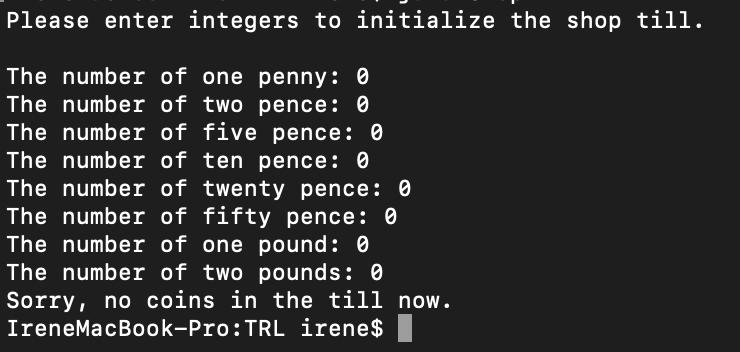 Please enter integers to initialize the shop till.
The number of one penny: 0
The number of two pence: 0
The number of five pence: 0
The number of ten pence: 0
The number of twenty pence: 0
The number of fifty pence: 0
The number of one pound: 0
The number of two pounds: 0
Sorry, no coins in the till now.
IreneMacBook-Pro:TRL irene$